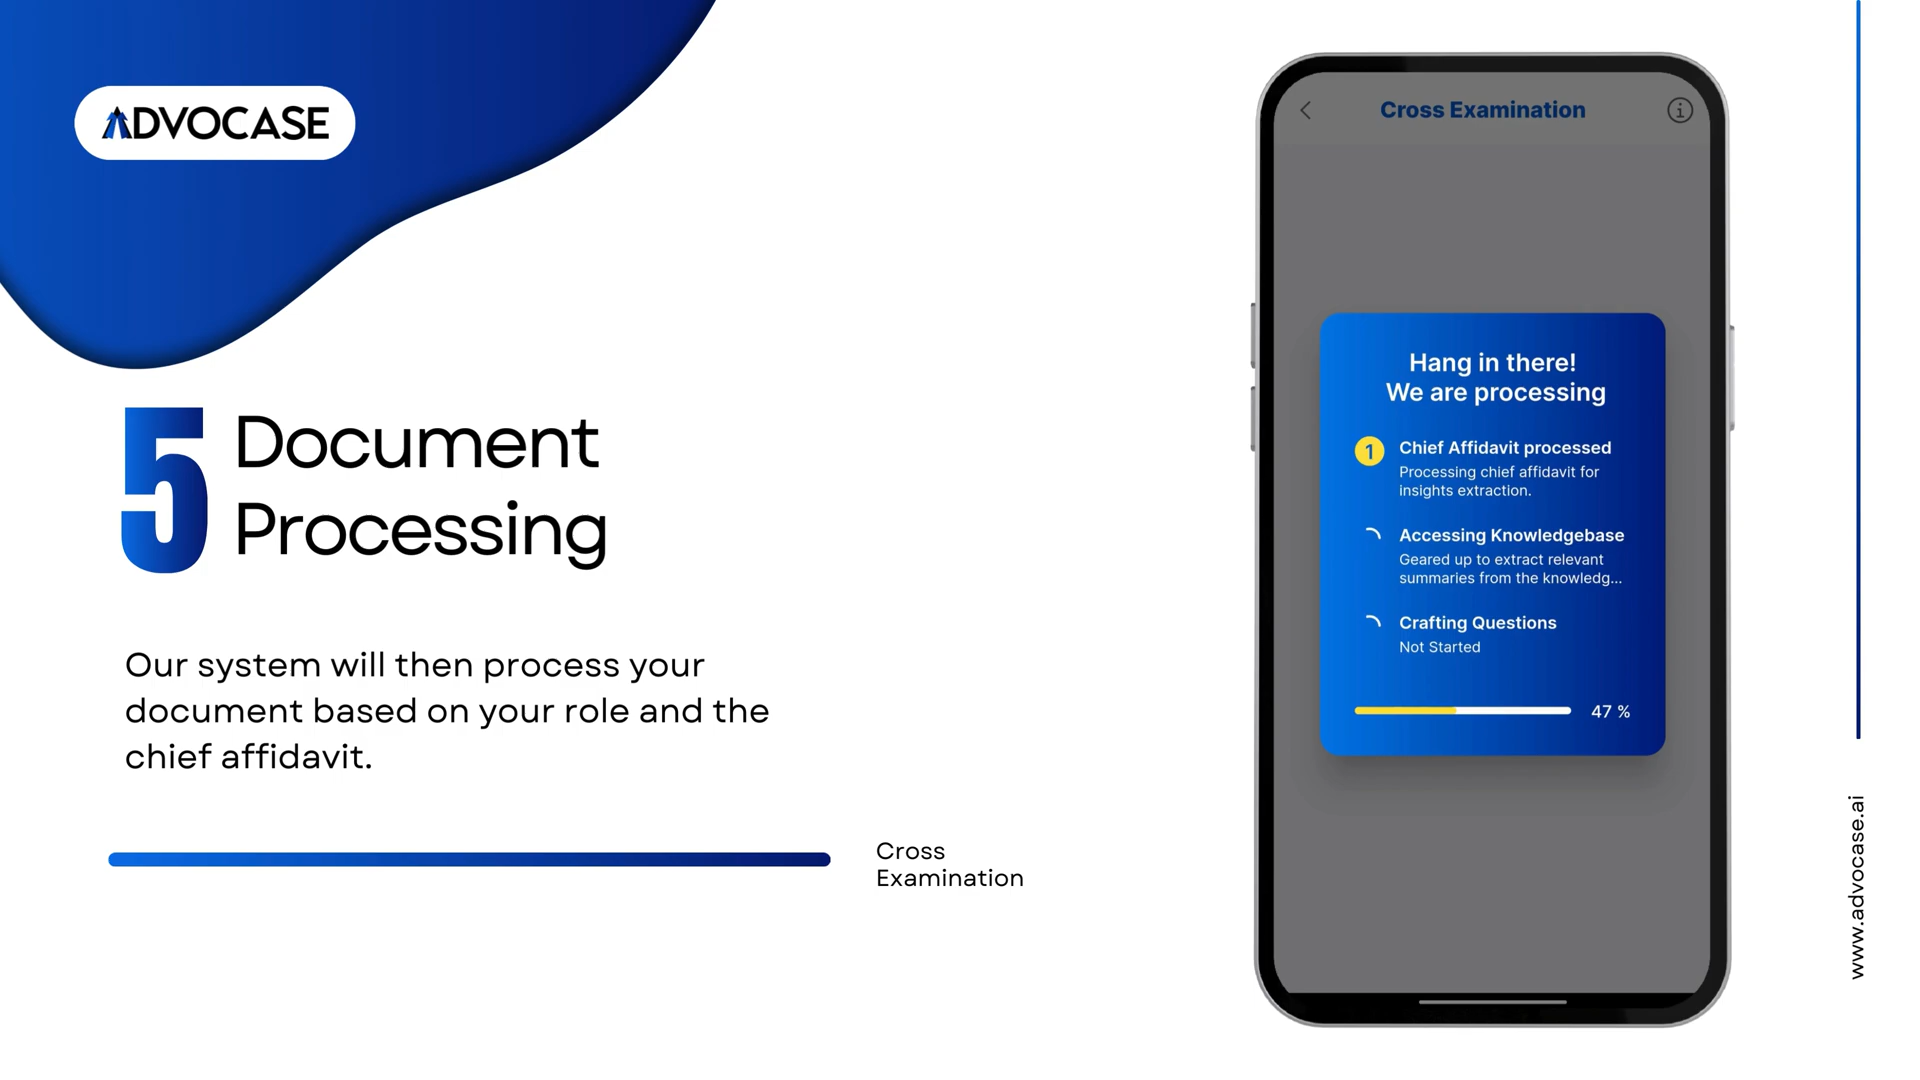 ADVOCASE
5
Document
Processing
Our system will then process your
document based on your role and the
chief affidavit.
Cross
Examination
Cross Examination
Hang in there!
We are processing
1
Chief Affidavit processed
Processing chief affidavit for
insights extraction.
Accessing Knowledgebase
Geared up to extract relevant
summaries from the knowledg...
Crafting Questions
Not Started
47 %
www.advocase.ai